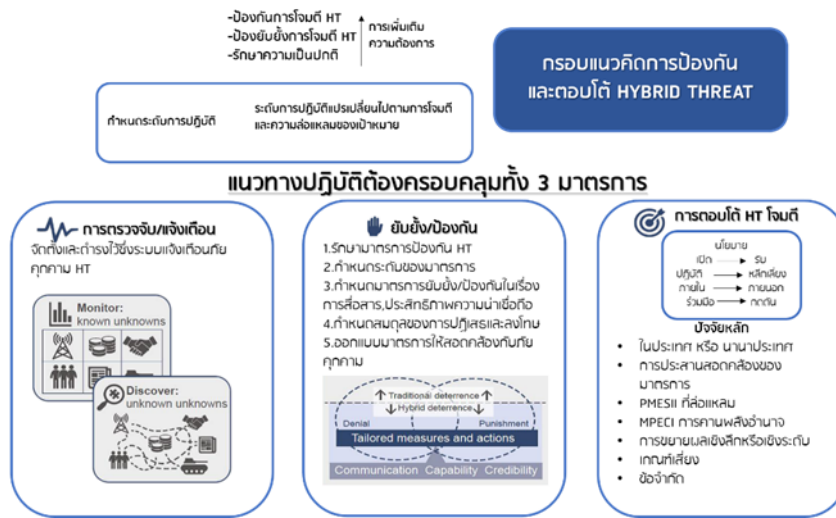 -ป้องกันการโจมตี HT
-ป้องยับยั้งการโจมตี HT
-รักษาความเป็นปกติ
การเพิ่มเติม
ความต้องการ
กรอบแนวคิดการป้องกัน
และตอบโต้ HYBRID THREAT
กำหนดระดับการปฏิบัติ
ระดับการปฏิบัติแปรเปลี่ยนไปตามการโจมตี
และความล่อแหลมของเป้าหมาย
แนวทางปฏิบัติต้องครอบคลุมทั้ง 3 มาตรการ
การตรวจจับ/แจ้งเตือน
จัดตั้งและดำรงไว้ซึ่งระบบแจ้งเตือนภัย
คุกคาม HT
Monitor:
known unknowns
Discover:
unknown unknowns
ยับยั้ง/ป้องกัน
1.รักษามาตรการป้องกัน HT
2.กำหนดระดับของมาตรการ
3.กำหนดมาตรการยับยั้ง/ป้องกันในเรื่อง
การสื่อสาร,ประสิทธิภาพความน่าเชื่อถือ
4.กำหนดสมดุลของการปฏิเสธและลงโทษ
5.ออกแบบมาตรการให้สอดคล้องกับภัย
คุกคาม
Traditional deterrence
Hybrid deterrence
Denial Punishment
Tailored measures and actions
Communication Capability Credibility
การตอบโต้ HT โจมตี
นโยบาย
เปิด รับ
ปฏิบัติ หลีกเลี่ยง
ภายใน ภายนอก
ร่วมมือ กดดัน
ปัจจัยหลัก
• ในประเทศ หรือ นานาประเทศ
• การประสานสอดคล้องของ
มาตรการ
• PMESII ที่ล่อแหลม
• MPECI การคานพลังอำนาจ
• การขยายผลเชิงลึกหรือเชิงระดับ
• เกณฑ์เสี่ยง
• ข้อจำกัด